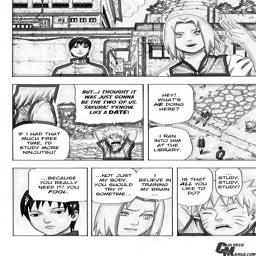 HEY!
WHAT'S
HE DOING
HERE?
I RAN
INTO HIM
AT THE
LIBRARY.
BUT... I THOUGHT IT
WAS JUST GONNA
BE THE TWO OF US,
SAKURA! Y'KNOW,
LIKE A DATE!
IF I HAD THAT
MUCH FREE
TIME, I'D
STUDY MORE
NINJUTSU!
STUDY,
STUDY,
STUDY.
IS THAT
ALL YOU
LIKE TO
DO?
I
BELIEVE IN
TRAINING
MY BRAIN
...NOT JUST
MY BODY.
YOU SHOULD
TRY IT
SOMETIME...
...BECAUSE
YOU REALLY
NEED IT! YOU
FOOL.
COLORED
MANGA.COM